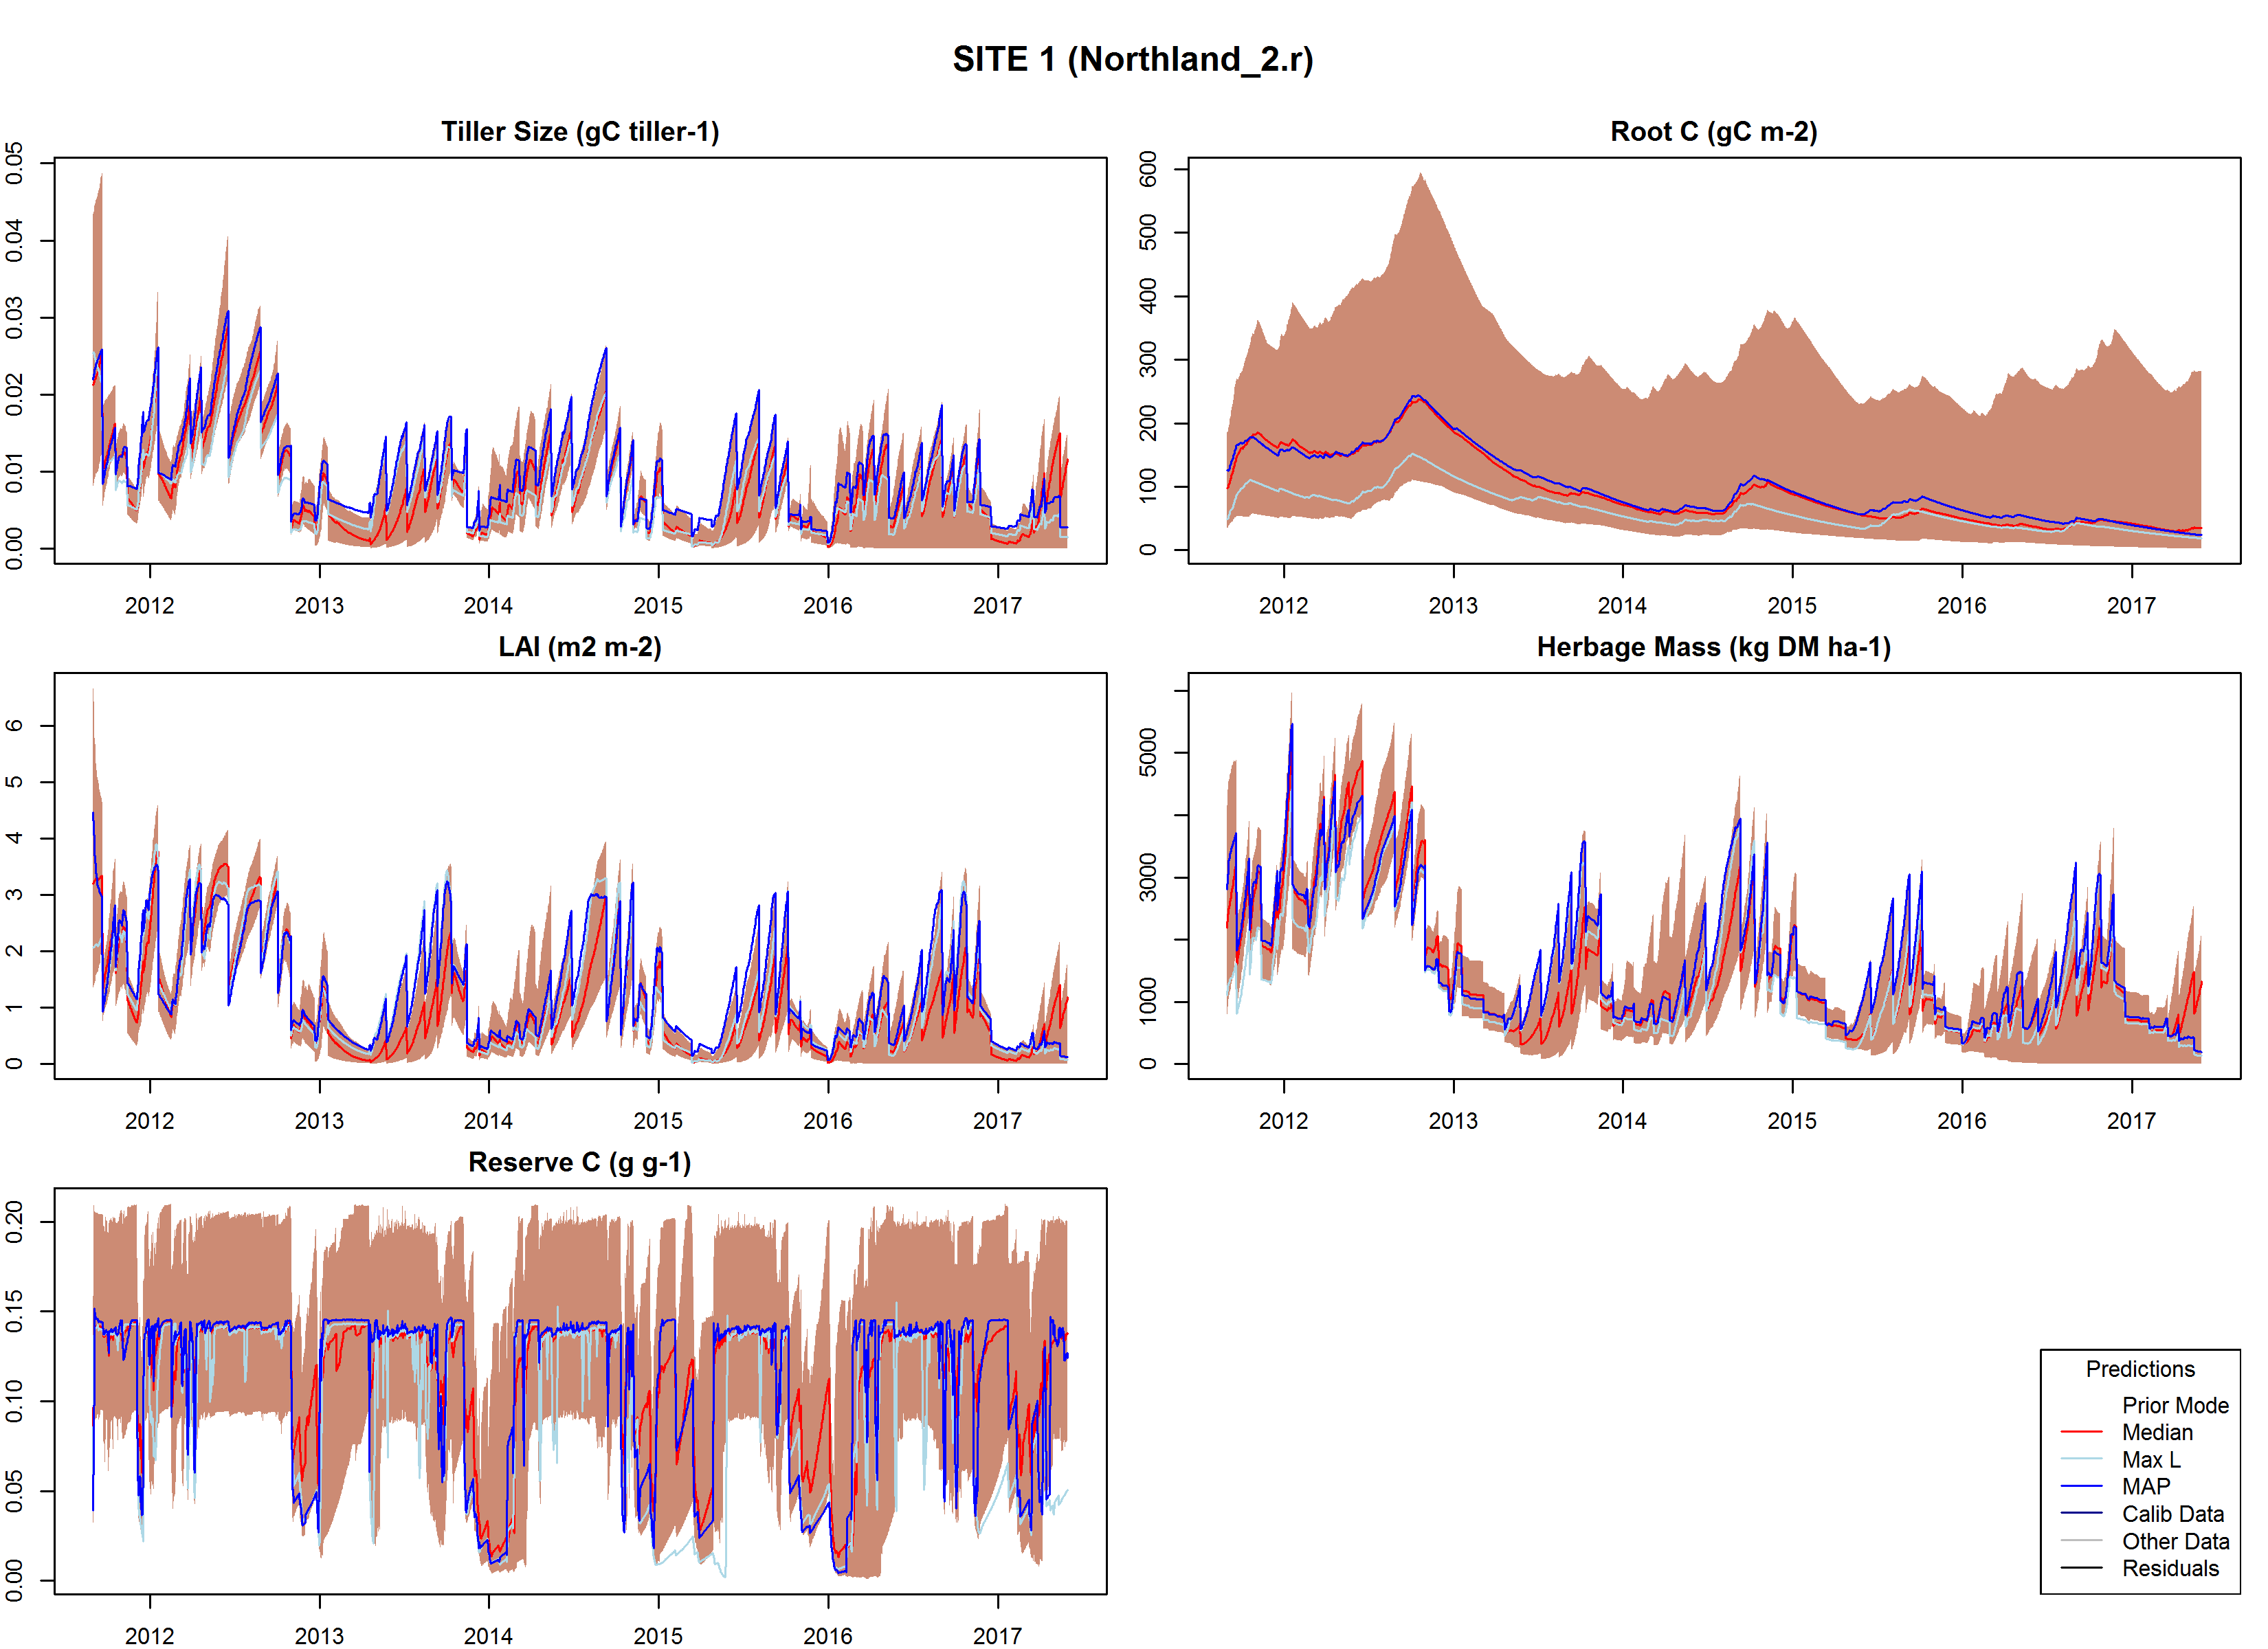 SITE 1 (Northland_2.r)
Tiller Size (gC tiller-1)
0.00 0.01 0.02 0.03 0.04 0.05
2012 2013 2014 2015 2016 2017
Root C (gC m-2)
0 100 200 300 400 500 600
2012 2013 2014 2015 2016 2017
LAI (m2 m-2)
0 1 2 3 4 5 6
2012 2013 2014 2015 2016 2017
Herbage Mass (kg DM ha-1)
0 1000 3000 5000
2012 2013 2014 2015 2016 2017
Reserve C (g g-1)
0.00 0.05 0.10 0.15 0.20
2012 2013 2014 2015 2016 2017
Predictions
Prior Mode
Median
Max L
MAP
Calib Data
Other Data
Residuals